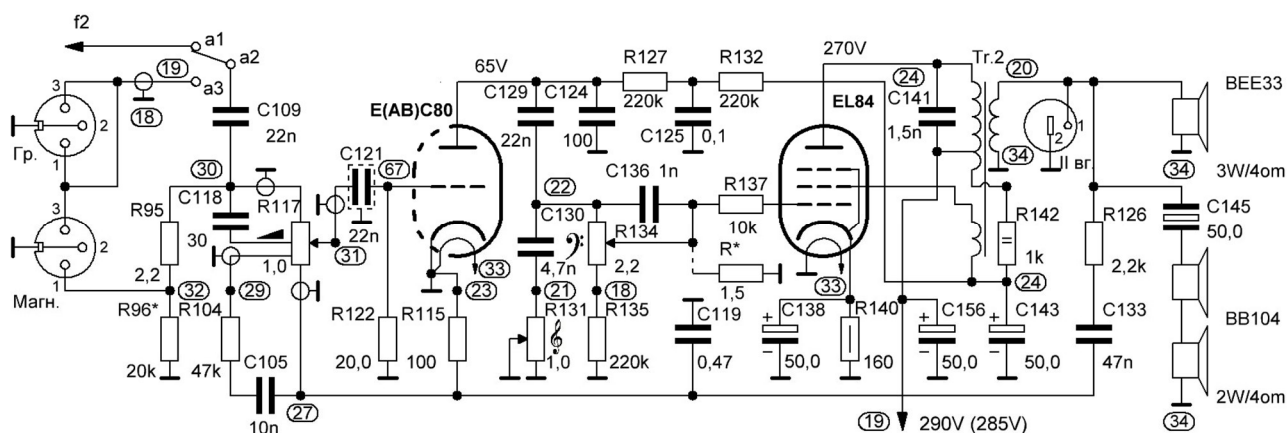 f2
a1
a2
a3
19
18
3
2
Гр.
1
3
2
1
Магн.
C109
22n
30
C118
30
R95
2,2
32
R96*
20k
R117
1,0
29
R104
47k
C105
10n
27
31
C121
22n
67
E(AB)C80
65V
R122
20,0
R115
100
33
23
C129
22n
C124
100
R127
220k
R132
220k
C125
0,1
22
C130
4,7n
21
R131
1,0
C136
1n
R134
2,2
18
R135
220k
R137
10k
R*
1,5
C119
0,47
270V
EL84
33
C138
+
−
50,0
R140
160
24
C141
1,5n
Tr.2
20
34
2
1
II вг.
R142
1k
24
C156
+
−
50,0
C143
+
−
50,0
19
290V (285V)
R126
2,2k
C133
47n
BEE33
34
3W/4om
C145
50,0
BB104
2W/4om
34